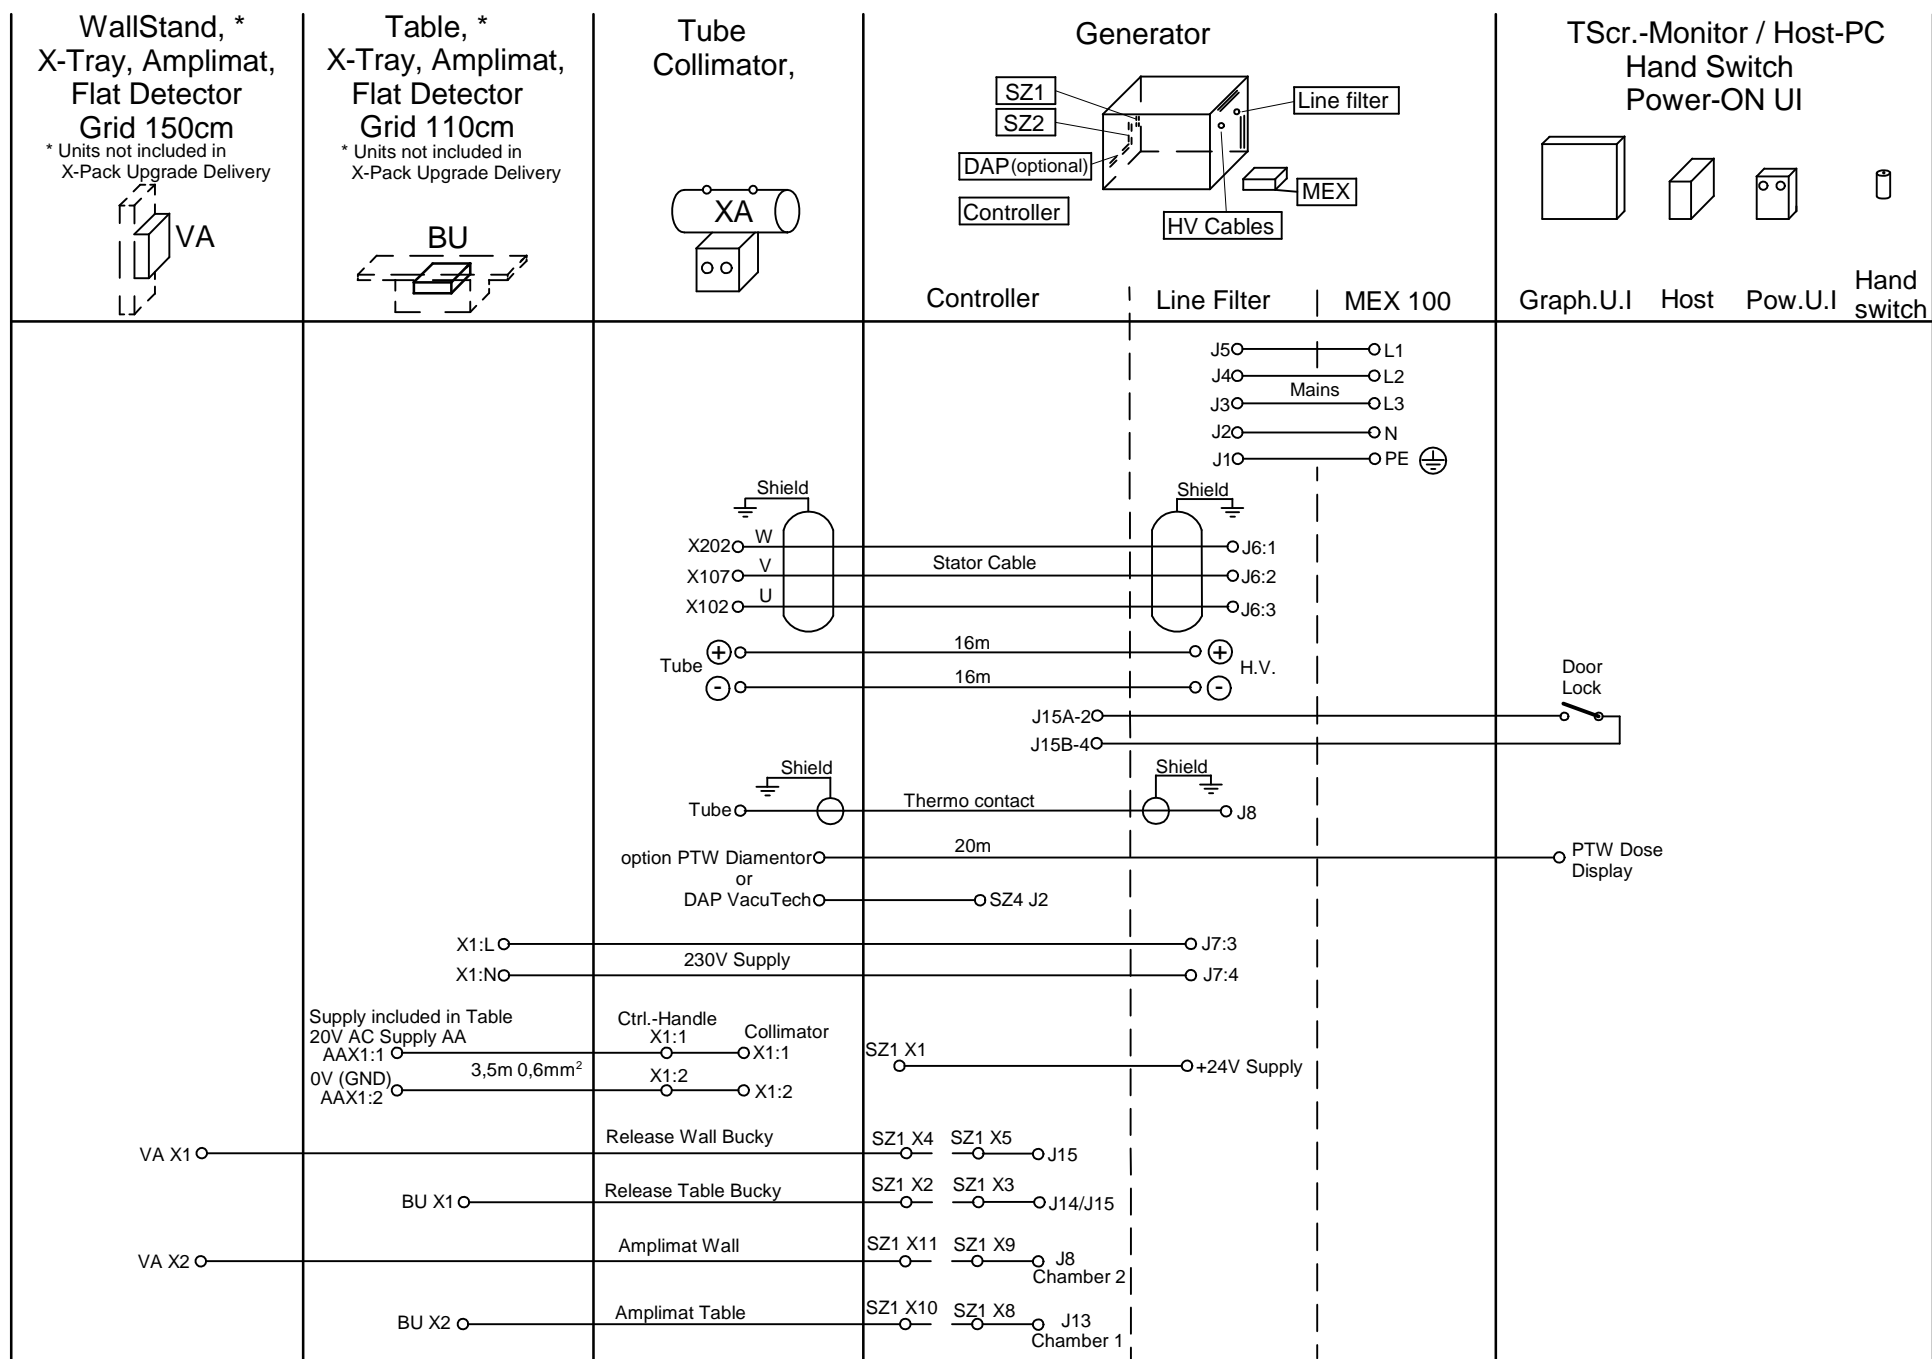 WallStand, *
X-Tray, Amplimat,
Flat Detector
Grid 150cm
* Units not included in
X-Pack Upgrade Delivery
VA
Table, *
X-Tray, Amplimat,
Flat Detector
Grid 110cm
* Units not included in
X-Pack Upgrade Delivery
BU
Tube
Collimator,
XA
Generator
SZ1
SZ2
DAP(optional)
Controller
Line filter
MEX
HV Cables
Controller
Line Filter
MEX 100
TScr.-Monitor / Host-PC
Hand Switch
Power-ON UI
Graph.U.I
Host
Pow.U.I
Hand
switch
J5 L1
J4 L2
Mains
J3 L3
J2 N
J1 PE
Shield Shield
X202 W J6:1
Stator Cable
X107 V J6:2
X102 U J6:3
16m
Tube + + H.V.
16m
- -
Door
Lock
J15A-2
J15B-4
Shield Shield
Tube Thermo contact J8
option PTW Diamentor 20m PTW Dose
Display
or
DAP VacuTech SZ4 J2
X1:L J7:3
230V Supply
X1:N J7:4
Supply included in Table
20V AC Supply AA
AAX1:1
Ctrl.-Handle
X1:1
Collimator
X1:1
3,5m 0,6mm²
0V (GND)
AAX1:2
X1:2
X1:2
SZ1 X1
+24V Supply
Release Wall Bucky
VA X1 SZ1 X4 SZ1 X5 J15
Release Table Bucky
BU X1 SZ1 X2 SZ1 X3 J14/J15
Amplimat Wall
VA X2 SZ1 X11 SZ1 X9 J8
Chamber 2
Amplimat Table
BU X2 SZ1 X10 SZ1 X8 J13
Chamber 1